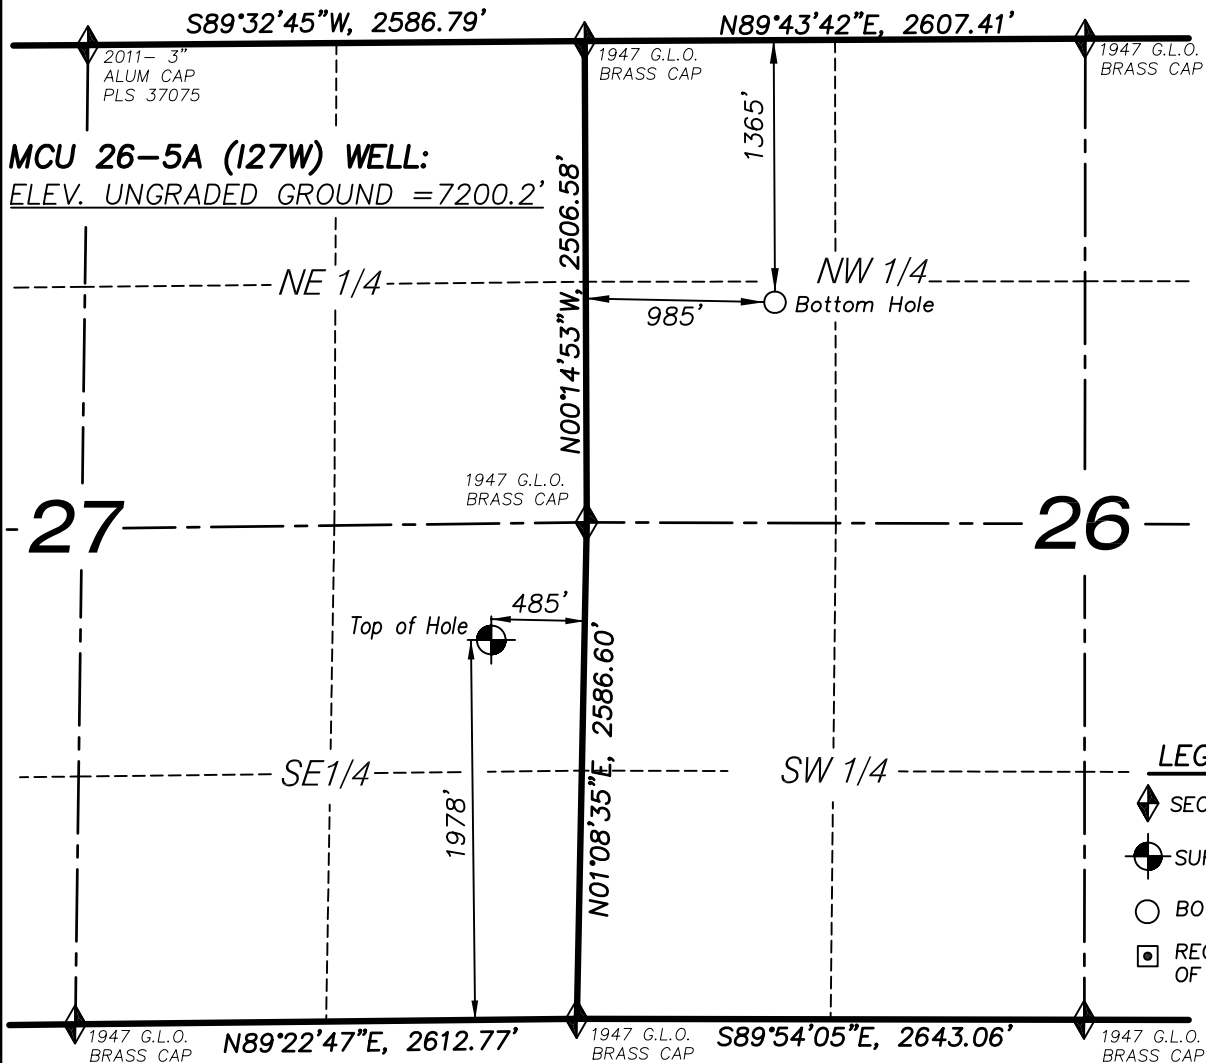 S89°32'45"W, 2586.79'
N89°43'42"E, 2607.41'
2011- 3"
ALUM CAP
PLS 37075
1947 G.L.O.
BRASS CAP
1947 G.L.O.
BRASS CAP
1365'
MCU 26-5A (I27W) WELL:
ELEV. UNGRADED GROUND =7200.2'
N00°14'53"W, 2506.58'
NE 1/4
NW 1/4
985'
Bottom Hole
1947 G.L.O.
BRASS CAP
27
26
Top of Hole
485'
N01°08'35"E, 2586.60'
1978'
SE1/4
SW 1/4
LEG
SEC
SUR
BO
REC
OF
1947 G.L.O.
BRASS CAP
N89°22'47"E, 2612.77'
1947 G.L.O.
BRASS CAP
S89°54'05"E, 2643.06'
1947 G.L.O.
BRASS CAP